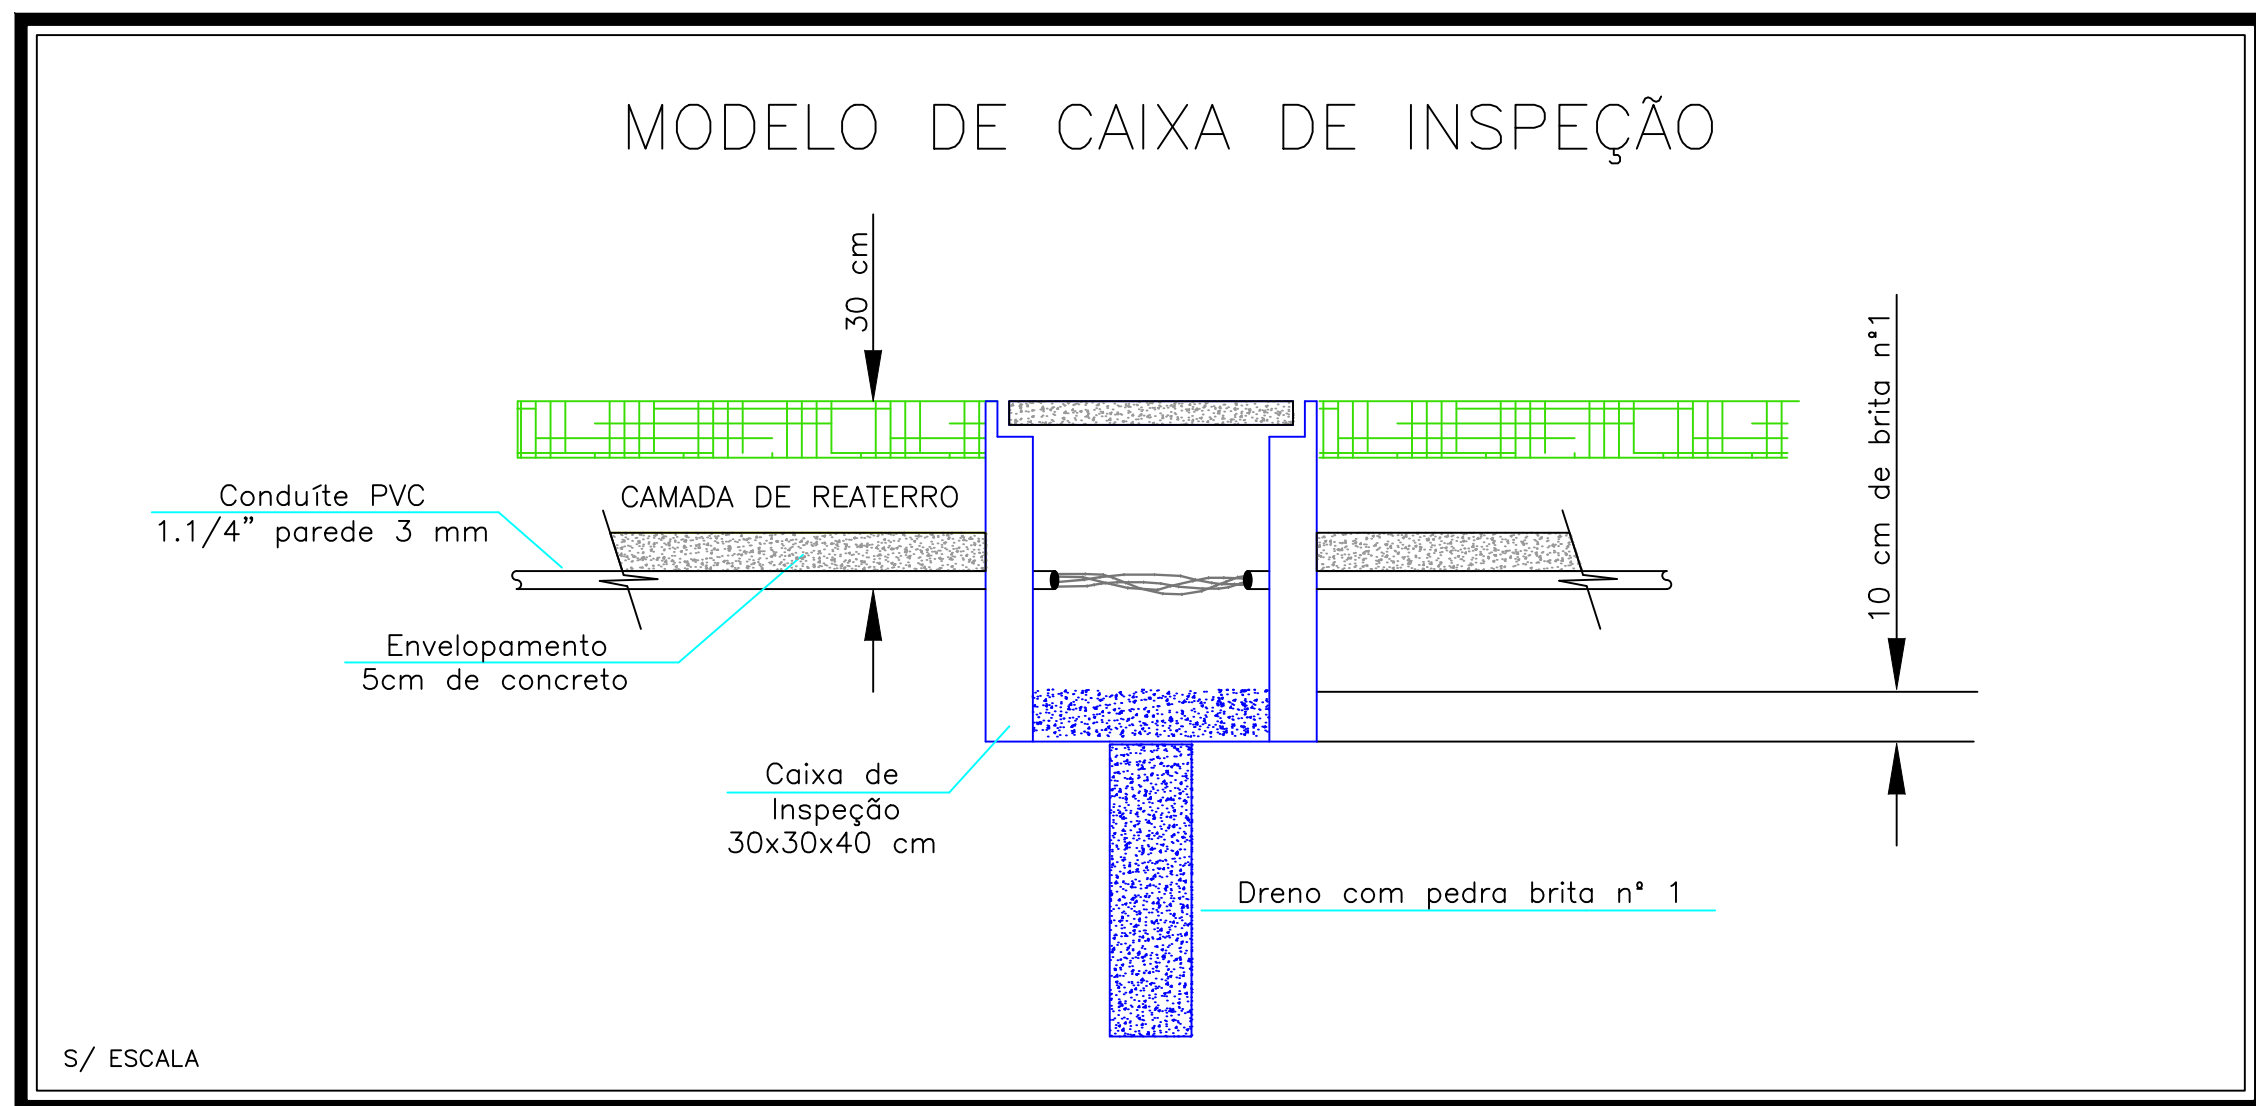 MODELO DE CAIXA DE INSPEÇÃO
30 cm
10 cm de brita nº1
Conduíte PVC
1.1/4” parede 3 mm
CAMADA DE REATERRO
Envelopamento
5cm de concreto
Caixa de
Inspeção
30x30x40 cm
Dreno com pedra brita nº 1
S/ ESCALA